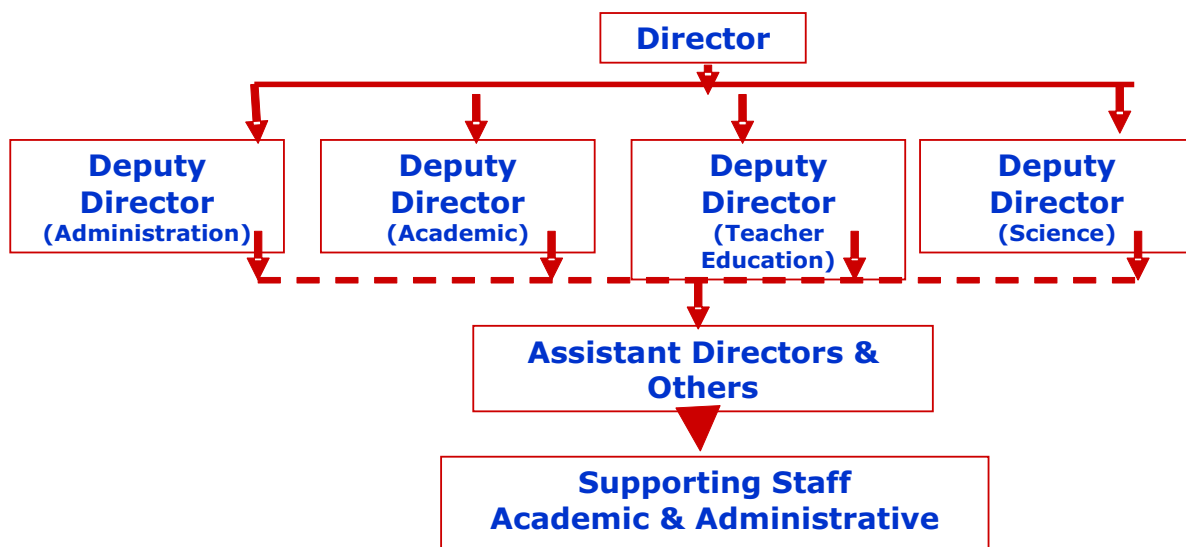 Director
Deputy
Director
(Administration)
Deputy
Director
(Academic)
Deputy
Director
(Teacher
Education)
Deputy
Director
(Science)
Assistant Directors &
Others
Supporting Staff
Academic & Administrative